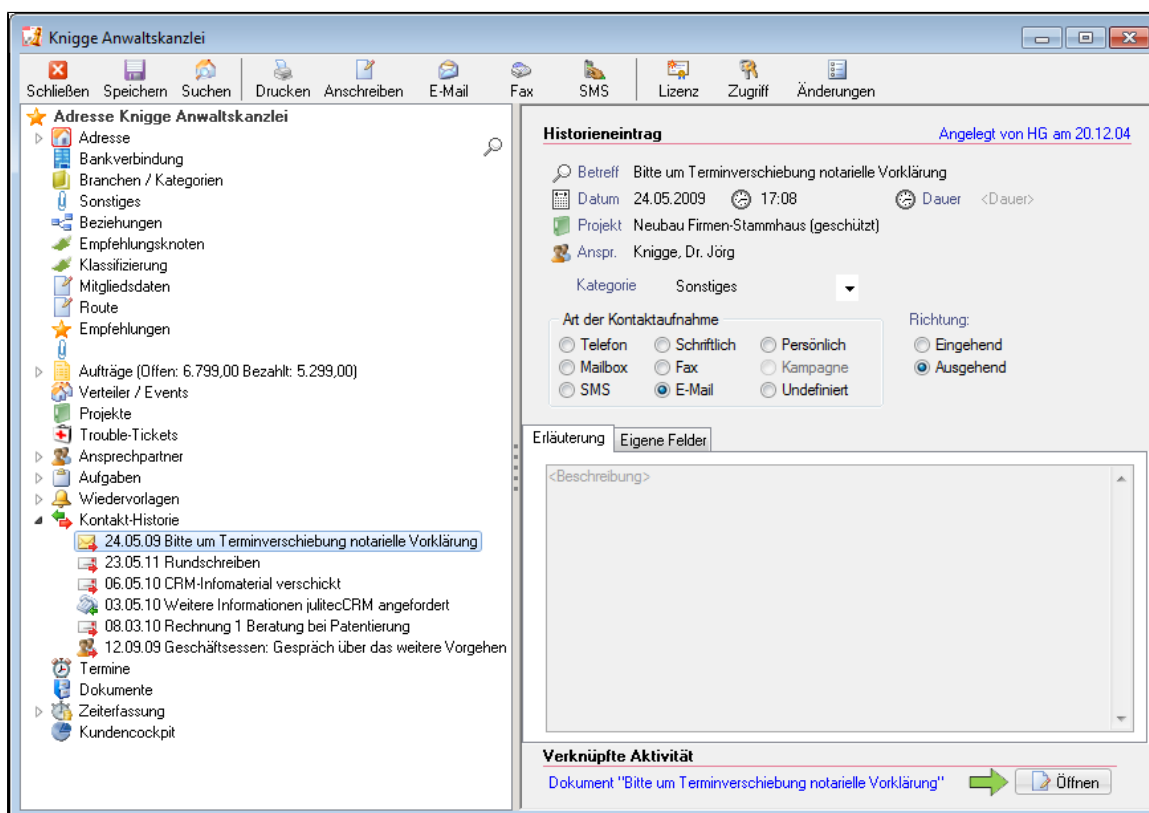 Knigge Anwaltskanzlei
Schließen Speichern Suchen Drucken Anschreiben E-Mail Fax SMS Lizenz Zugriff Änderungen
Adresse Knigge Anwaltskanzlei
Adresse
Bankverbindung
Branchen / Kategorien
Sonstiges
Beziehungen
Empfehlungsknoten
Klassifizierung
Mitgliedsdaten
Route
Empfehlungen
Aufträge (Offen: 6.799,00 Bezahlt: 5.299,00)
Verteiler / Events
Projekte
Trouble-Tickets
Ansprechpartner
Aufgaben
Wiedervorlagen
Kontakt-Historie
24.05.09 Bitte um Terminverschiebung notarielle Vorklärung
23.05.11 Rundschreiben
06.05.10 CRM-Infomaterial verschickt
03.05.10 Weitere Informationen julitecCRM angefordert
08.03.10 Rechnung 1 Beratung bei Patentierung
12.09.09 Geschäftsessen: Gespräch über das weitere Vorgehen
Termine
Dokumente
Zeiterfassung
Kundencockpit
Historieneintrag Angelegt von HG am 20.12.04
Betreff Bitte um Terminverschiebung notarielle Vorklärung
Datum 24.05.2009 17:08 Dauer <Dauer>
Projekt Neubau Firmen-Stammhaus (geschützt)
Anspr. Knigge, Dr. Jörg
Kategorie Sonstiges
Art der Kontaktaufnahme Richtung:
Telefon Schriftlich Persönlich Eingehend
Mailbox Fax Kampagne Ausgehend
SMS E-Mail Undefiniert
Erläuterung Eigene Felder
<Beschreibung>
Verknüpfte Aktivität
Dokument "Bitte um Terminverschiebung notarielle Vorklärung" Öffnen